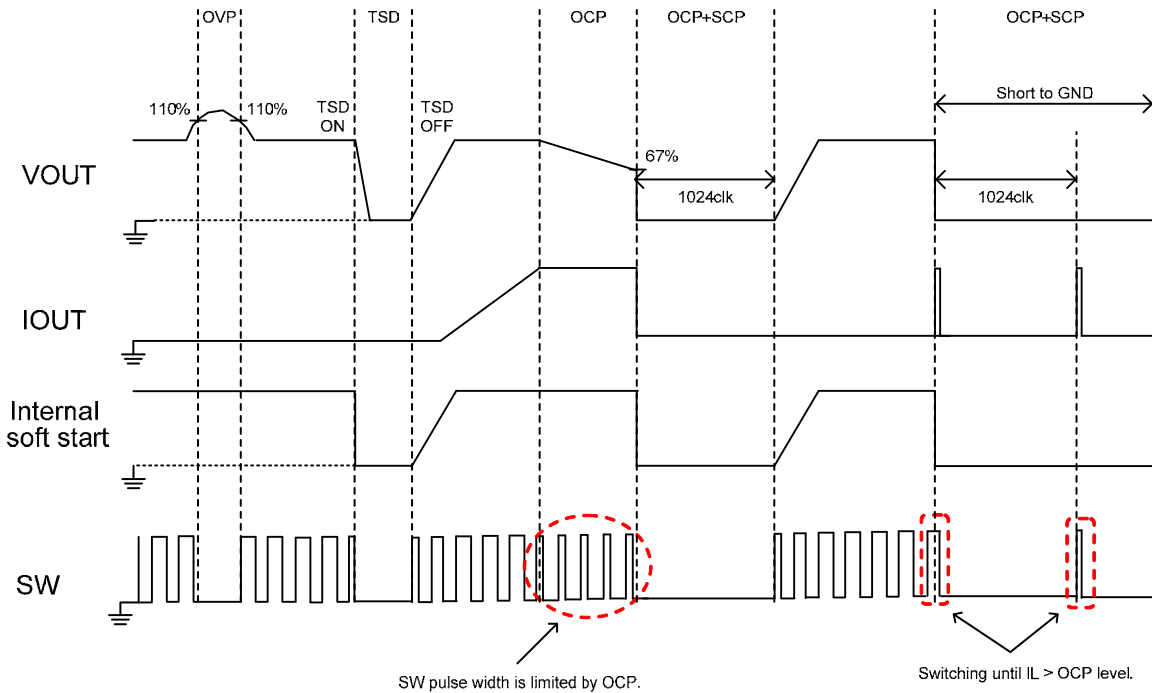 OVP TSD OCP OCP+SCP OCP+SCP
Short to GND
110% 110% TSD ON TSD OFF
67%
VOUT
1024clk 1024clk
IOUT
Internal
soft start
SW
SW pulse width is limited by OCP.
Switching until IL > OCP level.